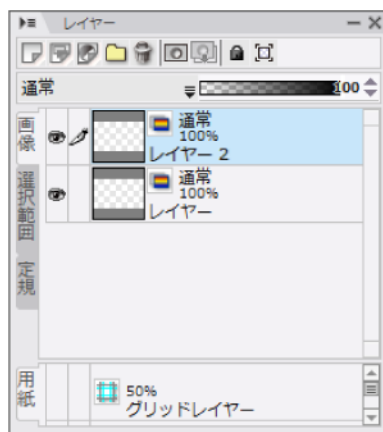 レイヤー
通常
100
画像
通常
100%
レイヤー 2
選択範囲
通常
100%
レイヤー
定規
用紙
50%
グリッドレイヤー